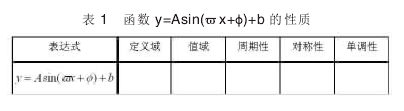 表 1 函数 y=Asin(ϖx+ϕ)+b 的性质
表达式 定义域 值域 周期性 对称性 单调性
y = Asin(ϖx+ϕ)+b